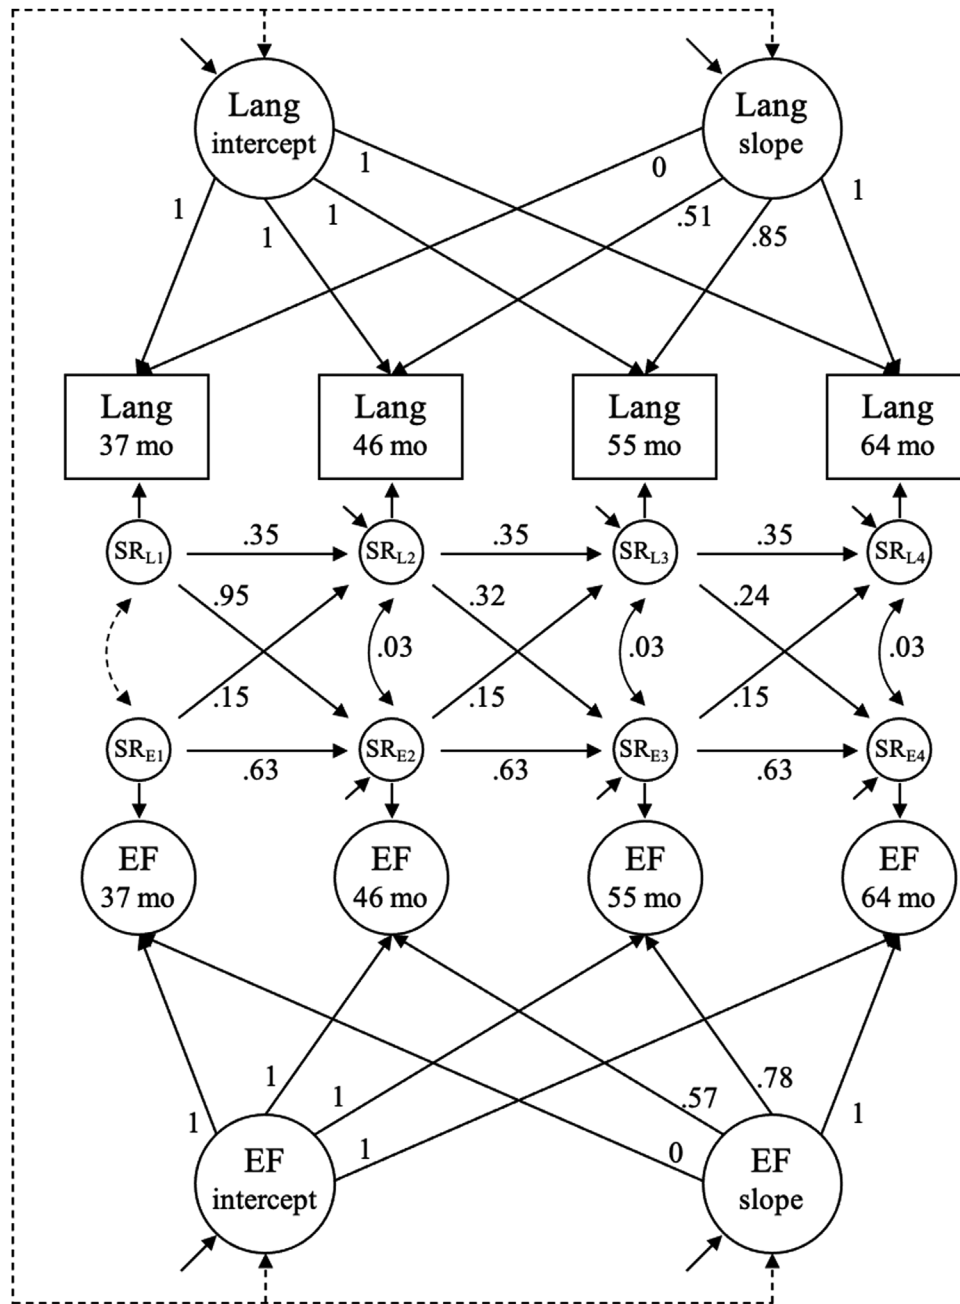 Lang
intercept
Lang
slope
1
1
1
1
0
.51
.85
1
Lang
37 mo
Lang
46 mo
Lang
55 mo
Lang
64 mo
SRL1
.35
SRL2
.35
SRL3
.35
SRL4
.95
.32
.24
.03
.03
.03
.15
.15
.15
SRE1
.63
SRE2
.63
SRE3
.63
SRE4
EF
37 mo
EF
46 mo
EF
55 mo
EF
64 mo
1
1
1
1
0
.57
.78
1
EF
intercept
EF
slope